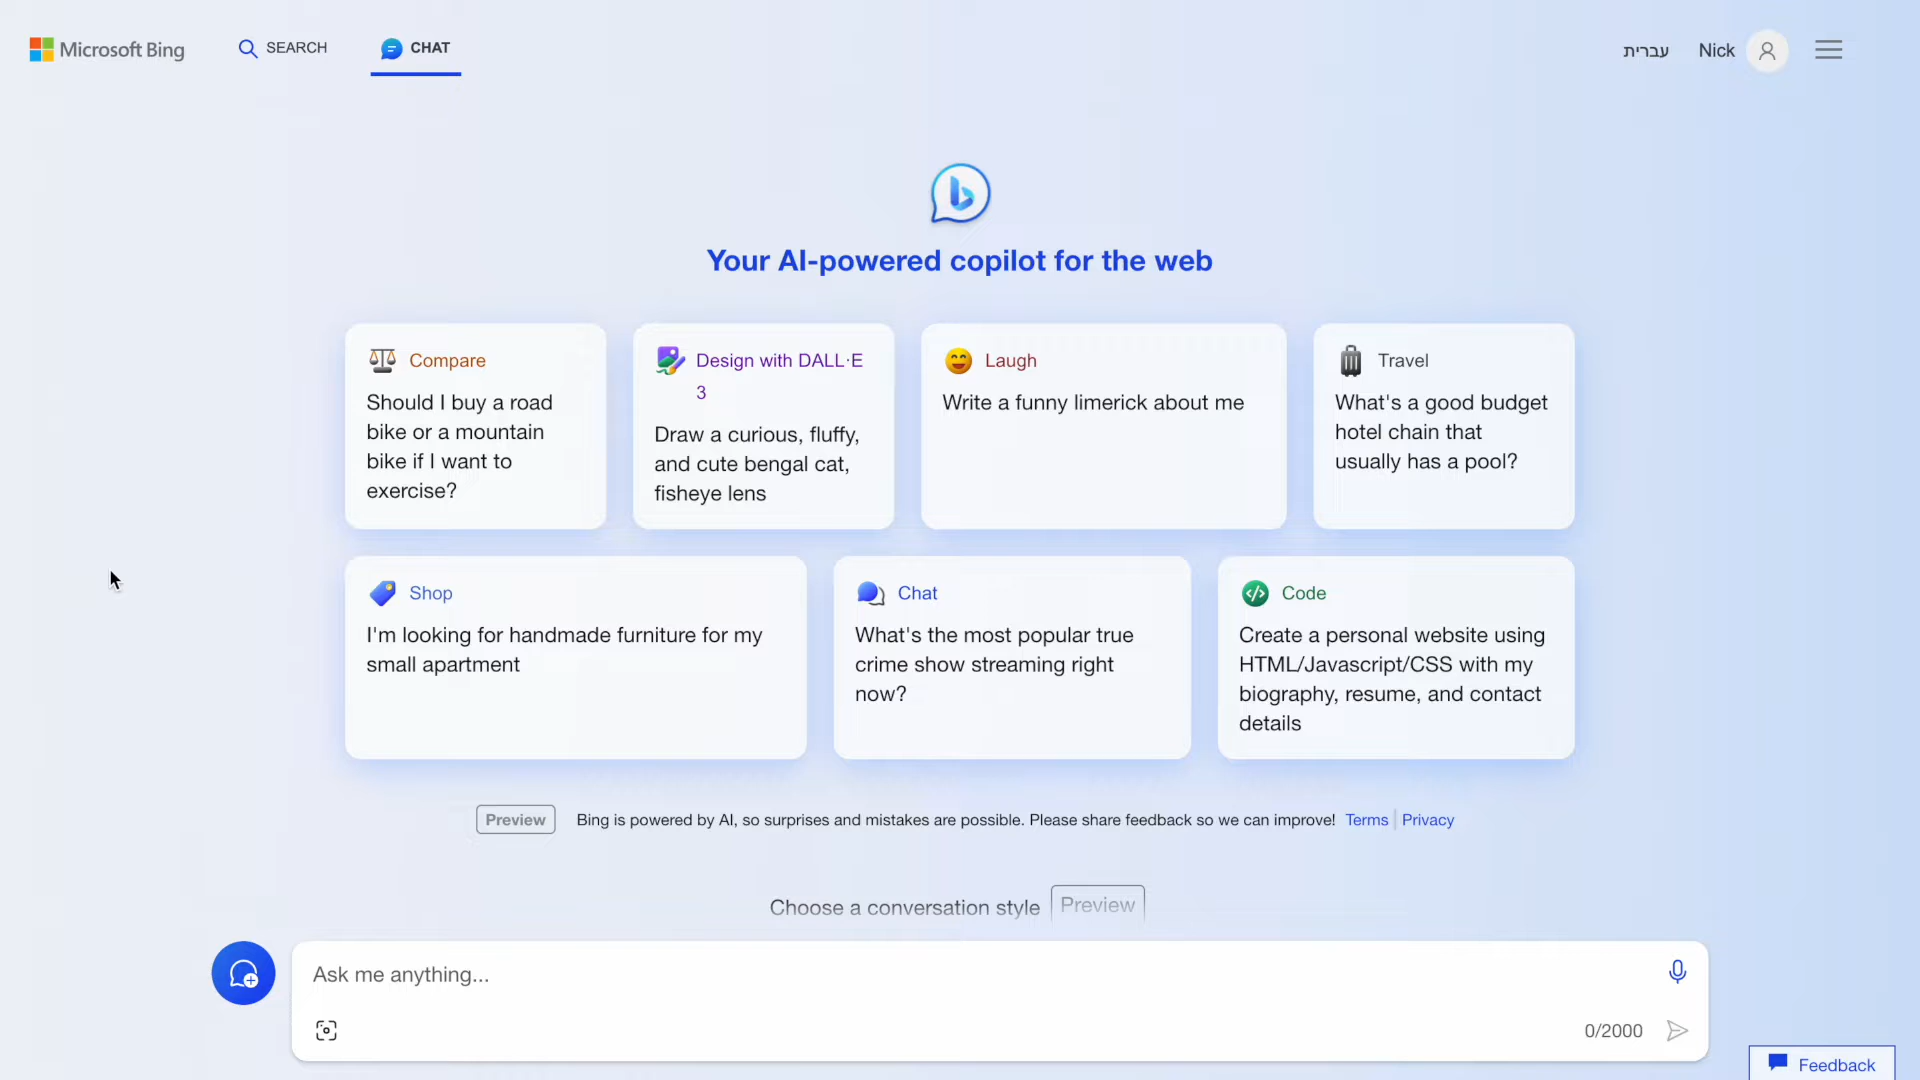 Microsoft Bing
SEARCH
CHAT
עברית
Nick
Your AI-powered copilot for the web
Compare
Should I buy a road
bike or a mountain
bike if I want to
exercise?
Design with DALL·E
3
Draw a curious, fluffy,
and cute bengal cat,
fisheye lens
Laugh
Write a funny limerick about me
Travel
What's a good budget
hotel chain that
usually has a pool?
Shop
I'm looking for handmade furniture for my
small apartment
Chat
What's the most popular true
crime show streaming right
now?
Code
Create a personal website using
HTML/Javascript/CSS with my
biography, resume, and contact
details
Preview
Bing is powered by AI, so surprises and mistakes are possible. Please share feedback so we can improve! Terms | Privacy
Choose a conversation style Preview
Ask me anything...
0/2000
Feedback